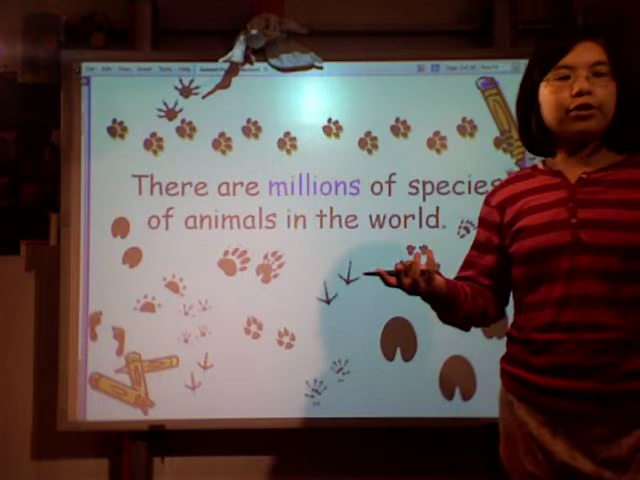 There are millions of species
of animals in the world.